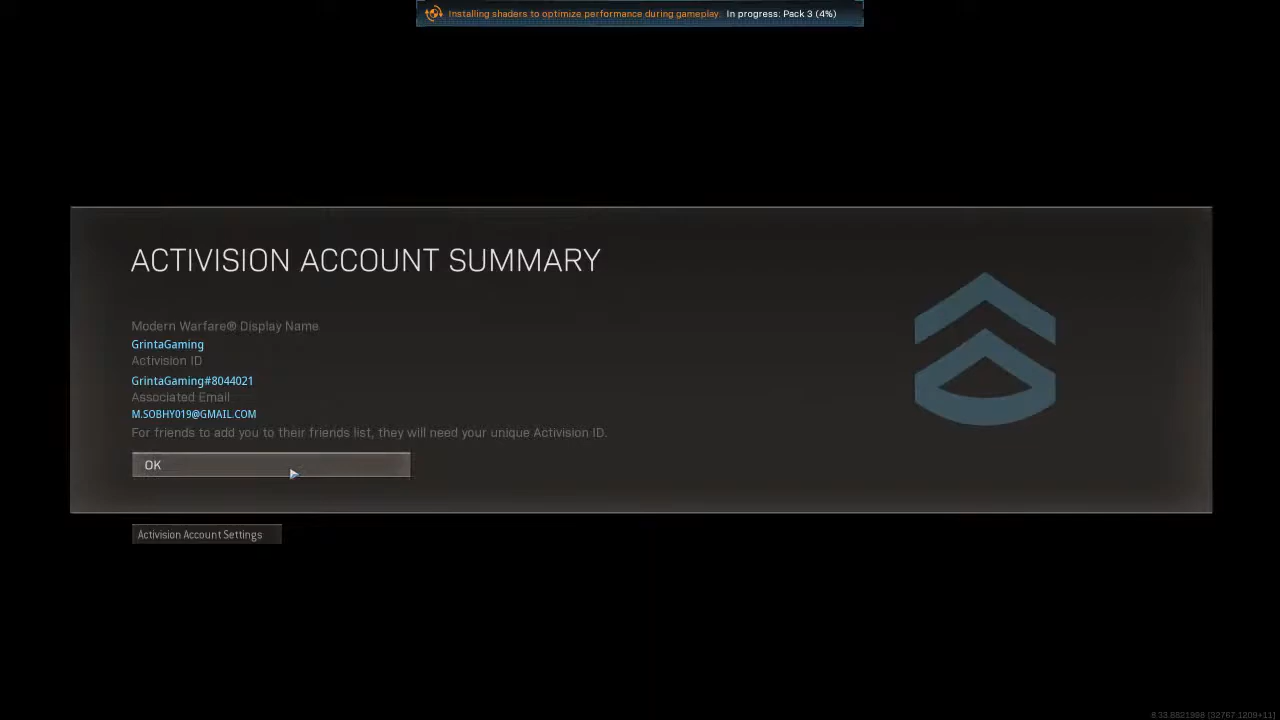 Installing shaders to optimize performance during gameplay. In progress: Pack 3 (4%)
ACTIVISION ACCOUNT SUMMARY
Modern Warfare® Display Name
GrintaGaming
Activision ID
GrintaGaming#8044021
Associated Email
M.SOBHY019@GMAIL.COM
For friends to add you to their friends list, they will need your unique Activision ID.
OK
Activision Account Settings